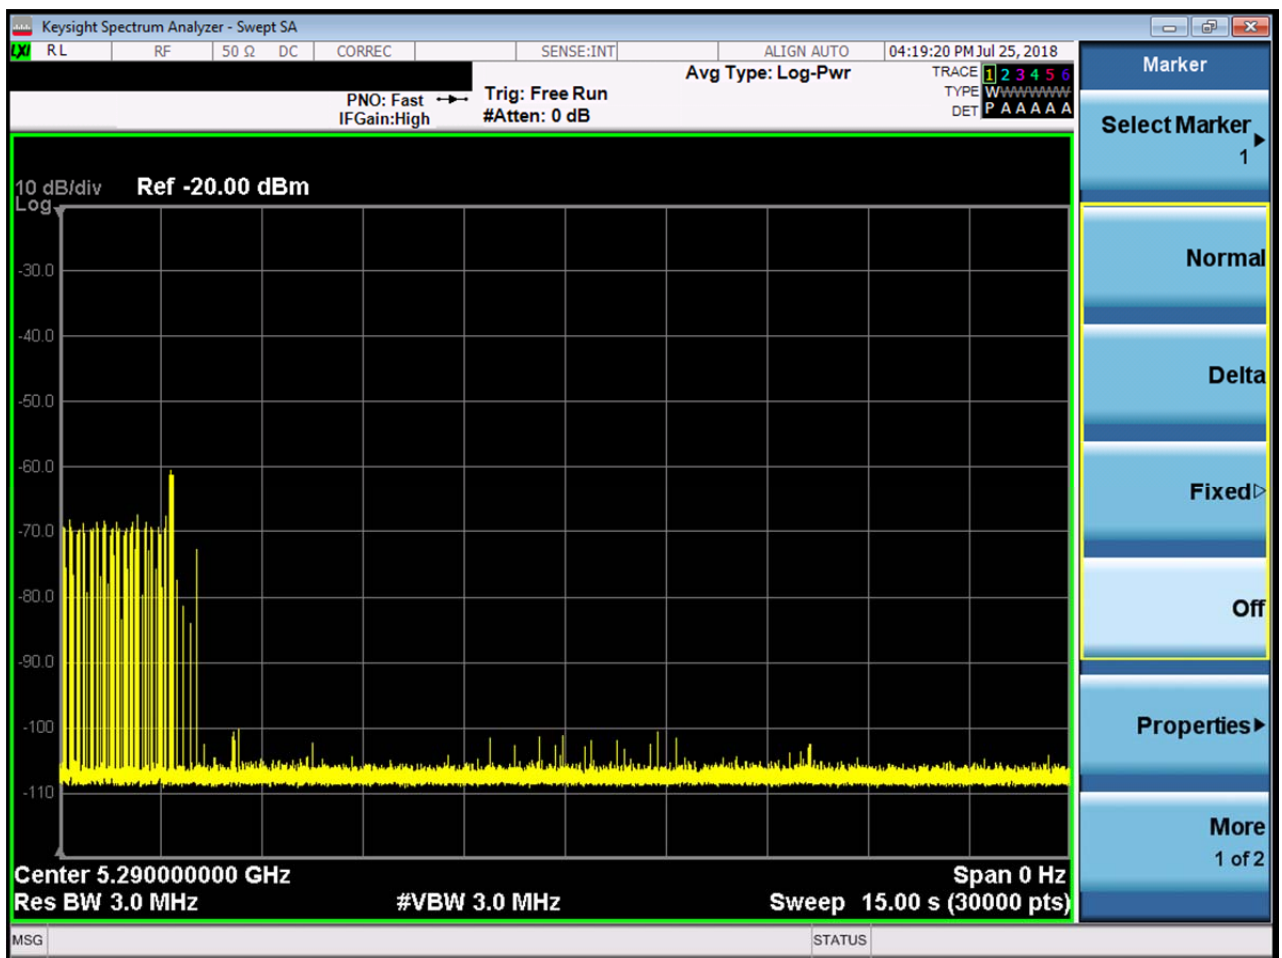 Keysight Spectrum Analyzer - Swept SA
LXI RL RF 50 Ω DC CORREC SENSE:INT ALIGN AUTO 04:19:20 PM Jul 25, 2018
Marker
Avg Type: Log-Pwr
TRACE 1 2 3 4 5 6
PNO: Fast
Trig: Free Run
TYPE W W W W W W
IFGain:High
#Atten: 0 dB
DET P A A A A A
Select Marker
1
10 dB/div Ref -20.00 dBm
Log
Normal
-30.0
-40.0
Delta
-50.0
-60.0
Fixed
-70.0
-80.0
Off
-90.0
-100
Properties
-110
More
1 of 2
Center 5.290000000 GHz Span 0 Hz
Res BW 3.0 MHz #VBW 3.0 MHz Sweep 15.00 s (30000 pts)
MSG STATUS